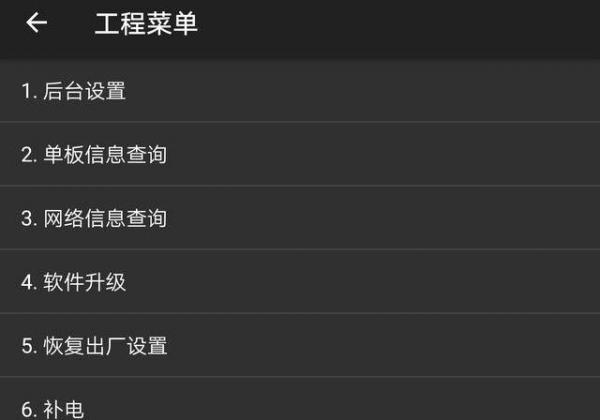 工程菜单
1. 后台设置
2. 单板信息查询
3. 网络信息查询
4. 软件升级
5. 恢复出厂设置
6. 补电